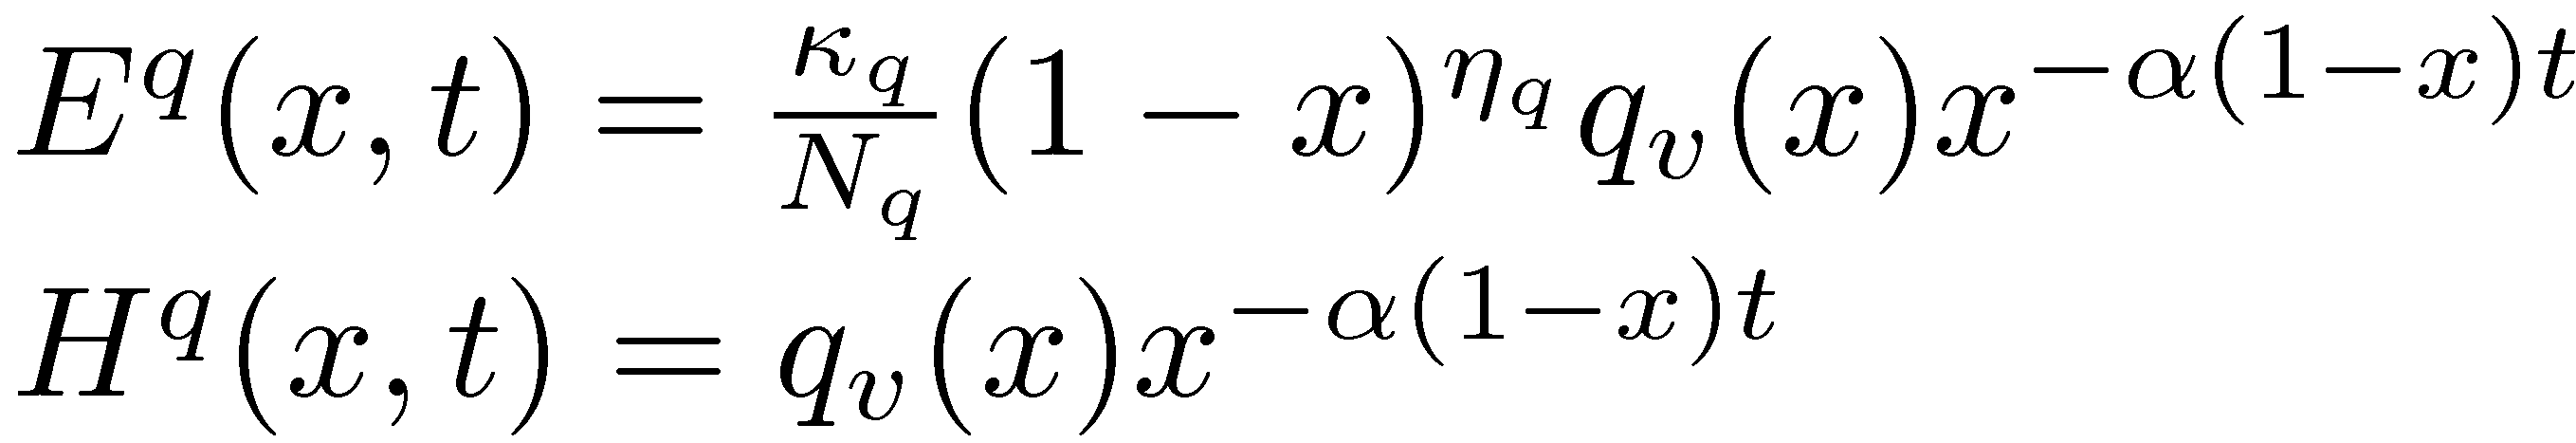 $E^q(x,t) = \frac{\kappa_q}{N_q}(1-x)^{\eta_q} q_v(x) x^{-\alpha(1-x)t}$
$H^q(x,t) = q_v(x) x^{-\alpha(1-x)t}$